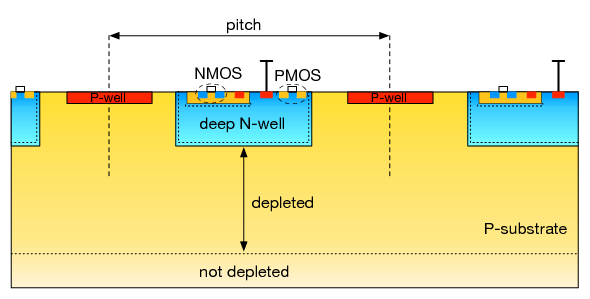 pitch
NMOS
PMOS
P-well
P-well
deep N-well
depleted
P-substrate
not depleted